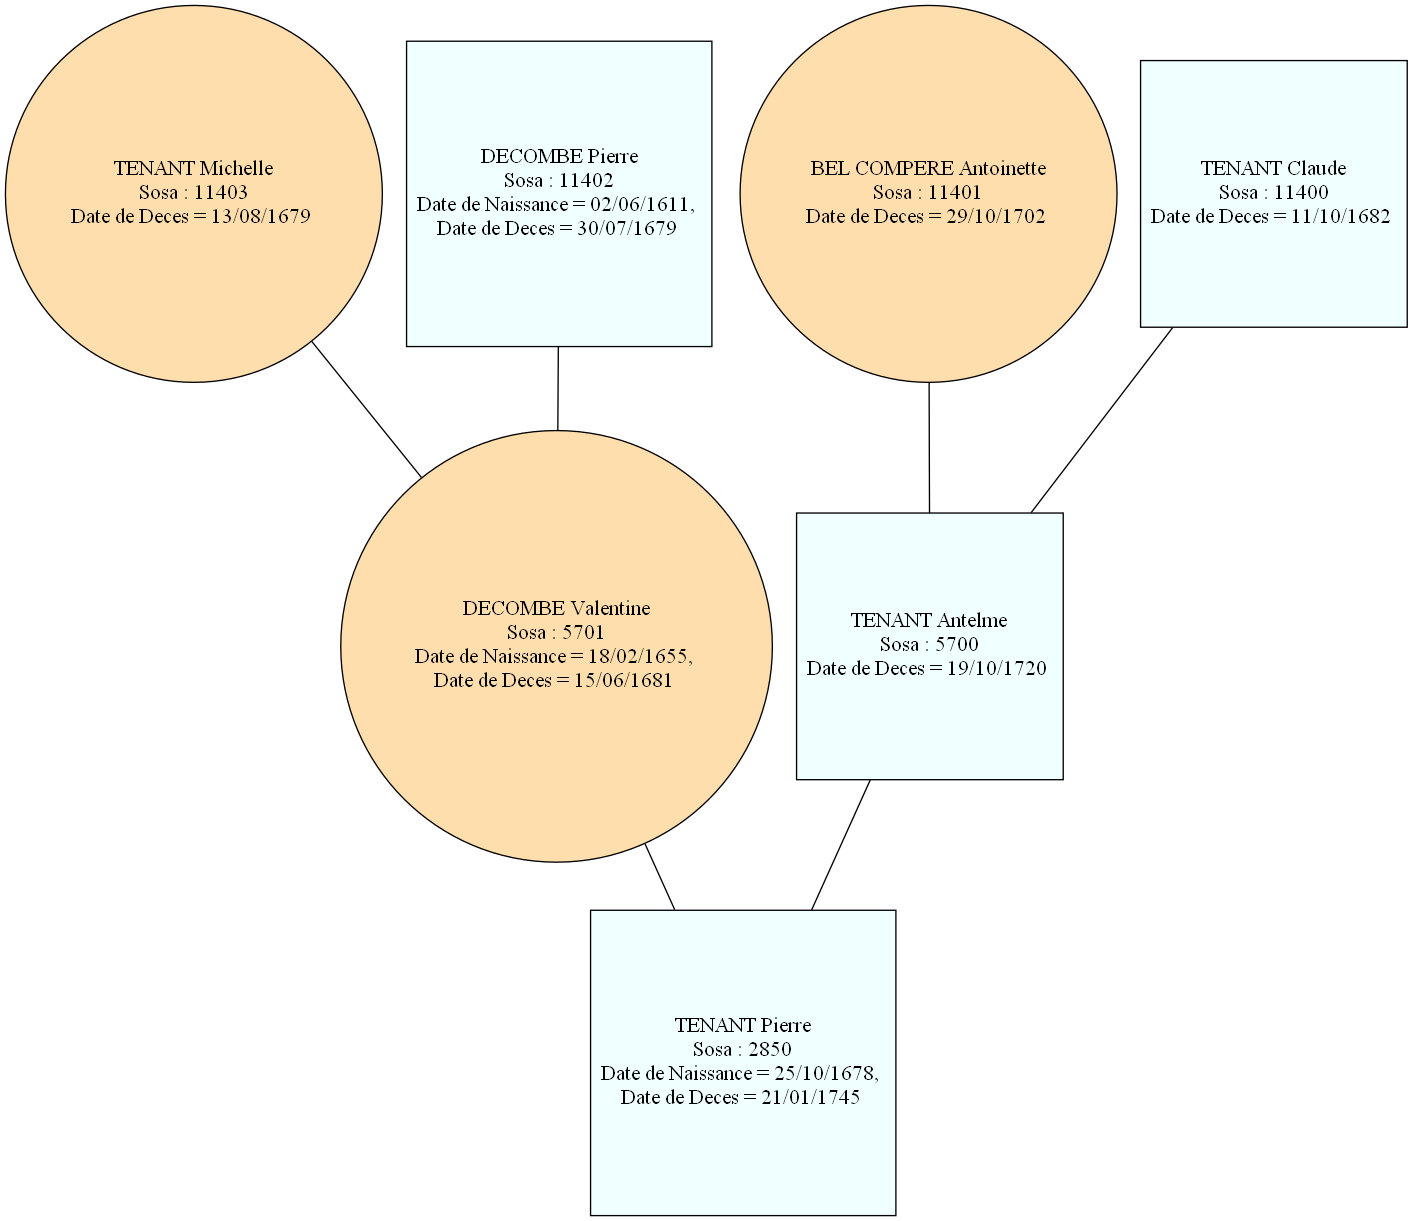 TENANT Michelle
Sosa : 11403
Date de Deces = 13/08/1679
DECOMBE Pierre
Sosa : 11402
Date de Naissance = 02/06/1611,
Date de Deces = 30/07/1679
BEL COMPERE Antoinette
Sosa : 11401
Date de Deces = 29/10/1702
TENANT Claude
Sosa : 11400
Date de Deces = 11/10/1682
DECOMBE Valentine
Sosa : 5701
Date de Naissance = 18/02/1655,
Date de Deces = 15/06/1681
TENANT Antelme
Sosa : 5700
Date de Deces = 19/10/1720
TENANT Pierre
Sosa : 2850
Date de Naissance = 25/10/1678,
Date de Deces = 21/01/1745